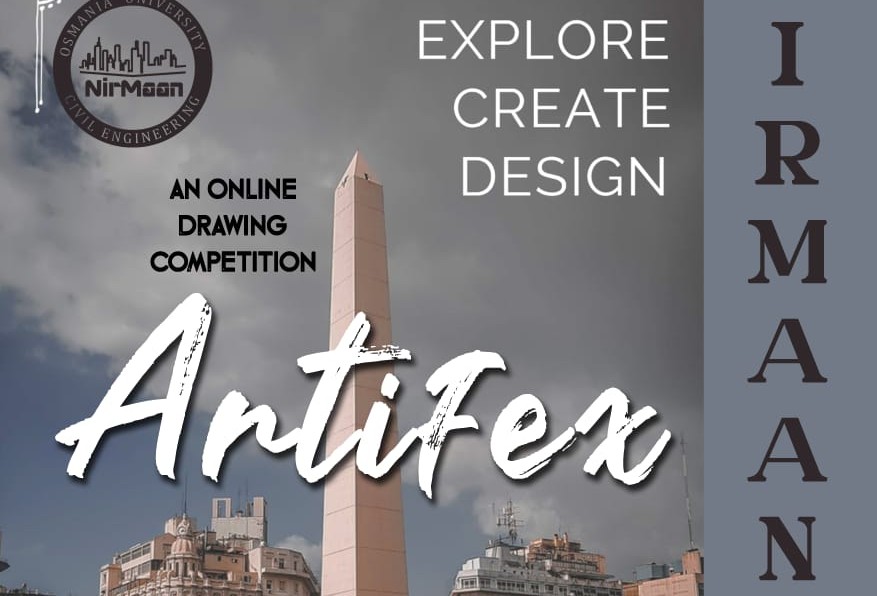 OSMANIA UNIVERSITY
NirMaan
CIVIL ENGINEERING
EXPLORE
CREATE
DESIGN
AN ONLINE
DRAWING
COMPETITION
ArtiFex
I
R
M
A
A
N